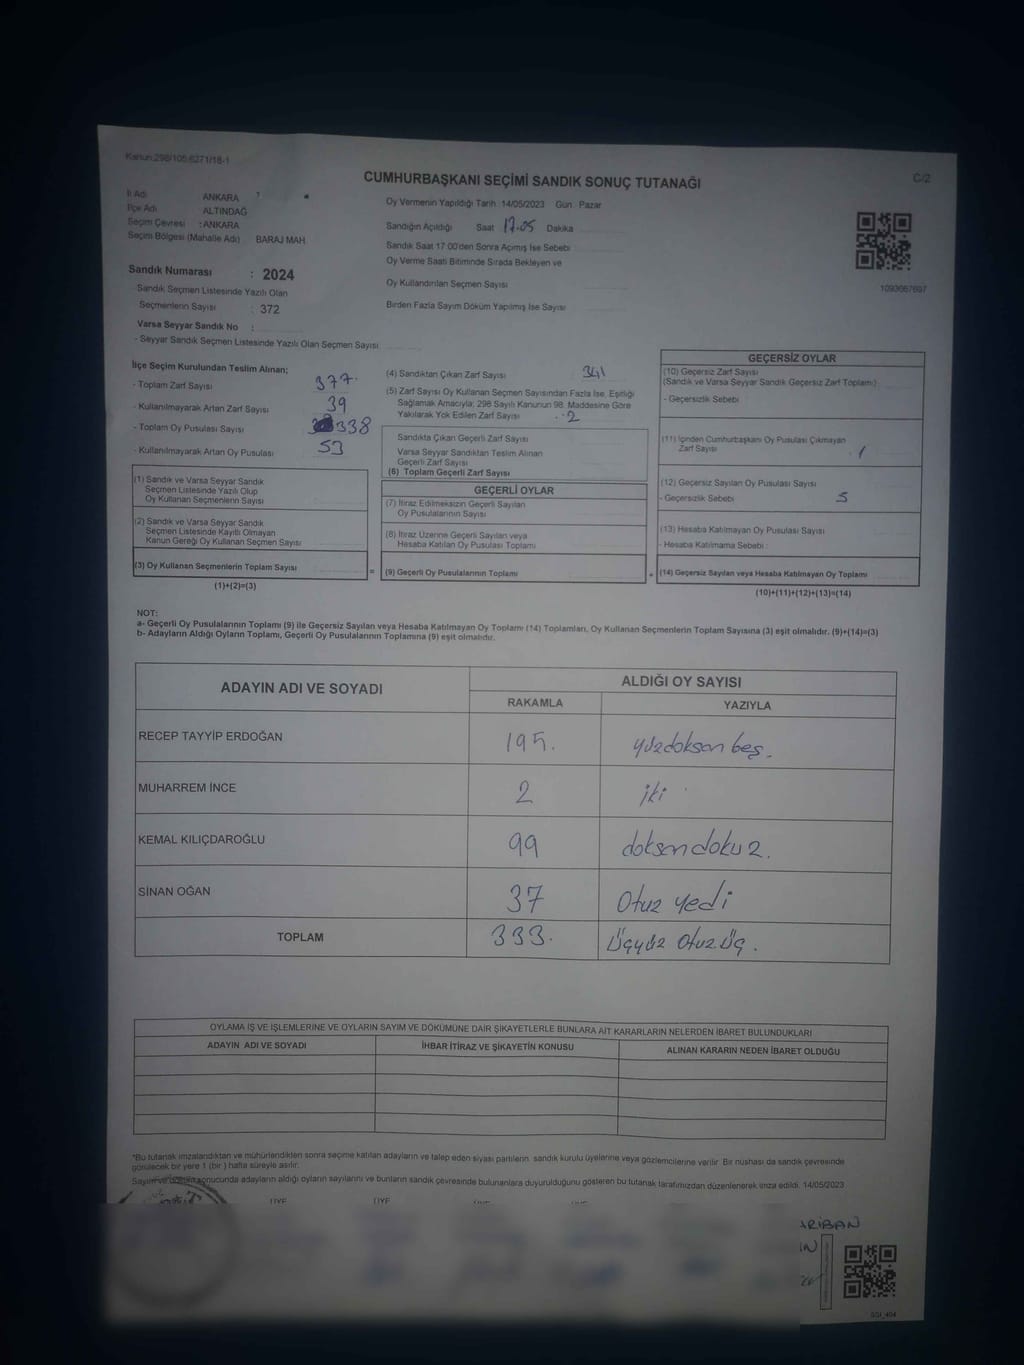 Kanun:298/105,6271/18-1
C/2
CUMHURBAŞKANI SEÇİMİ SANDIK SONUÇ TUTANAĞI
İl Adı ANKARA
İlçe Adı ALTINDAĞ
Seçim Çevresi : ANKARA
Seçim Bölgesi (Mahalle Adı) BARAJ MAH.
Sandık Numarası : 2024
- Sandık Seçmen Listesinde Yazılı Olan
Seçmenlerin Sayısı : 372
Varsa Seyyar Sandık No :
- Seyyar Sandık Seçmen Listesinde Yazılı Olan Seçmen Sayısı
Oy Vermenin Yapıldığı Tarih: 14/05/2023 Gün: Pazar
Sandığın Açıldığı Saat 17.05 Dakika
Sandık Saat 17:00'den Sonra Açımış İse Sebebi
Oy Verme Saati Bitiminde Sırada Bekleyen ve
Oy Kullandırılan Seçmen Sayısı
Birden Fazla Sayım Döküm Yapılmış İse Sayısı
1093667697
İlçe Seçim Kurulundan Teslim Alınan;
- Toplam Zarf Sayısı 377.
- Kullanılmayarak Artan Zarf Sayısı 39
- Toplam Oy Pusulası Sayısı 338
- Kullanılmayarak Artan Oy Pusulası 53
(1) Sandık ve Varsa Seyyar Sandık
Seçmen Listesinde Yazılı Olup
Oy Kullanan Seçmenlerin Sayısı
(2) Sandık ve Varsa Seyyar Sandık
Seçmen Listesinde Kayıtlı Olmayan
Kanun Gereği Oy Kullanan Seçmen Sayısı
(3) Oy Kullanan Seçmenlerin Toplam Sayısı
(1)+(2)=(3)
(4) Sandıktan Çıkan Zarf Sayısı 341
(5) Zarf Sayısı Oy Kullanan Seçmen Sayısından Fazla İse, Eşitliği
Sağlamak Amacıyla; 298 Sayılı Kanunun 98. Maddesine Göre
Yakılarak Yok Edilen Zarf Sayısı 2
Sandıkta Çıkan Geçerli Zarf Sayısı
Varsa Seyyar Sandıktan Teslim Alınan
Geçerli Zarf Sayısı
(6) Toplam Geçerli Zarf Sayısı
GEÇERLİ OYLAR
(7) İtiraz Edilmeksizin Geçerli Sayılan
Oy Pusulalarının Sayısı
(8) İtiraz Üzerine Geçerli Sayılan veya
Hesaba Katılan Oy Pusulası Toplamı
= (9) Geçerli Oy Pusulalarının Toplamı
GEÇERSİZ OYLAR
(10) Geçersiz Zarf Sayısı
(Sandık ve Varsa Seyyar Sandık Geçersiz Zarf Toplamı)
- Geçersizlik Sebebi
(11) İçinden Cumhurbaşkanı Oy Pusulası Çıkmayan
Zarf Sayısı 1
(12) Geçersiz Sayılan Oy Pusulası Sayısı
- Geçersizlik Sebebi 5
(13) Hesaba Katılmayan Oy Pusulası Sayısı
- Hesaba Katılmama Sebebi :
+ (14) Geçersiz Sayılan veya Hesaba Katılmayan Oy Toplamı
(10)+(11)+(12)+(13)=(14)
NOT:
a- Geçerli Oy Pusulalarının Toplamı (9) ile Geçersiz Sayılan veya Hesaba Katılmayan Oy Toplamı (14) Toplamları, Oy Kullanan Seçmenlerin Toplam Sayısına (3) eşit olmalıdır. (9)+(14)=(3)
b- Adayların Aldığı Oyların Toplamı, Geçerli Oy Pusulalarının Toplamına (9) eşit olmalıdır.
ADAYIN ADI VE SOYADI
ALDIĞI OY SAYISI
RAKAMLA YAZIYLA
RECEP TAYYİP ERDOĞAN 195. yüzdoksan beş.
MUHARREM İNCE 2 iki
KEMAL KILIÇDAROĞLU 99 doksan dokuz.
SİNAN OĞAN 37 Otuz yedi
TOPLAM 333. Üçyüz Otuz Üç.
OYLAMA İŞ VE İŞLEMLERİNE VE OYLARIN SAYIM VE DÖKÜMÜNE DAİR ŞİKAYETLERLE BUNLARA AİT KARARLARIN NELERDEN İBARET BULUNDUKLARI
ADAYIN ADI VE SOYADI İHBAR İTİRAZ VE ŞİKAYETİN KONUSU ALINAN KARARIN NEDEN İBARET OLDUĞU
*Bu tutanak imzalandıktan ve mühürlendikten sonra seçime katılan adayların ve talep eden siyasi partilerin, sandık kurulu üyelerine veya gözlemcilerine verilir. Bir nüshası da sandık çevresinde
görülecek bir yere 1 (bir ) hafta süreyle asılır.
Sayım ve döküm sonucunda adayların aldığı oyların sayılarını ve bunların sandık çevresinde bulunanlara duyurulduğunu gösteren bu tutanak tarafımızdan düzenlenerek imza edildi. 14/05/2023
ÜYE ÜYE